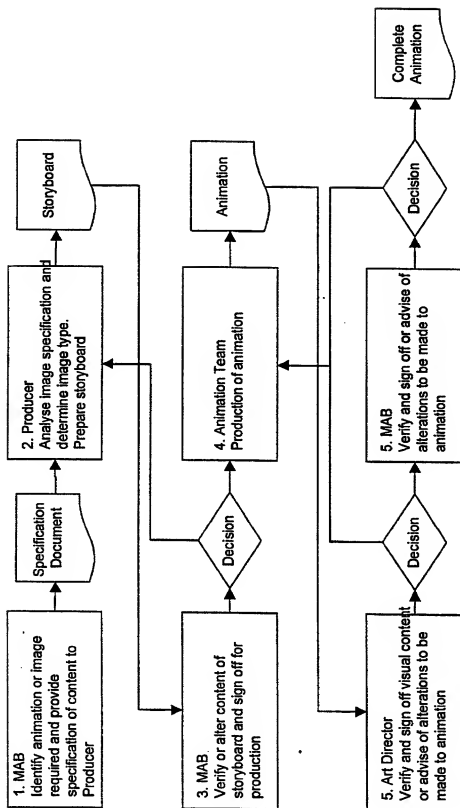 1. MAB
Identify animation or image
required and provide
specification of content to
Producer
Specification
Document
2. Producer
Analyse image specification and
determine image type.
Prepare storyboard
Storyboard
3. MAB
Verify or alter content of
storyboard and sign off for
production
Decision
4. Animation Team
Production of animation
Animation
5. Art Director
Verify and sign off visual content
or advise of alterations to be
made to animation
Decision
5. MAB
Verify and sign off or advise of
alterations to be made to
animation
Decision
Complete
Animation